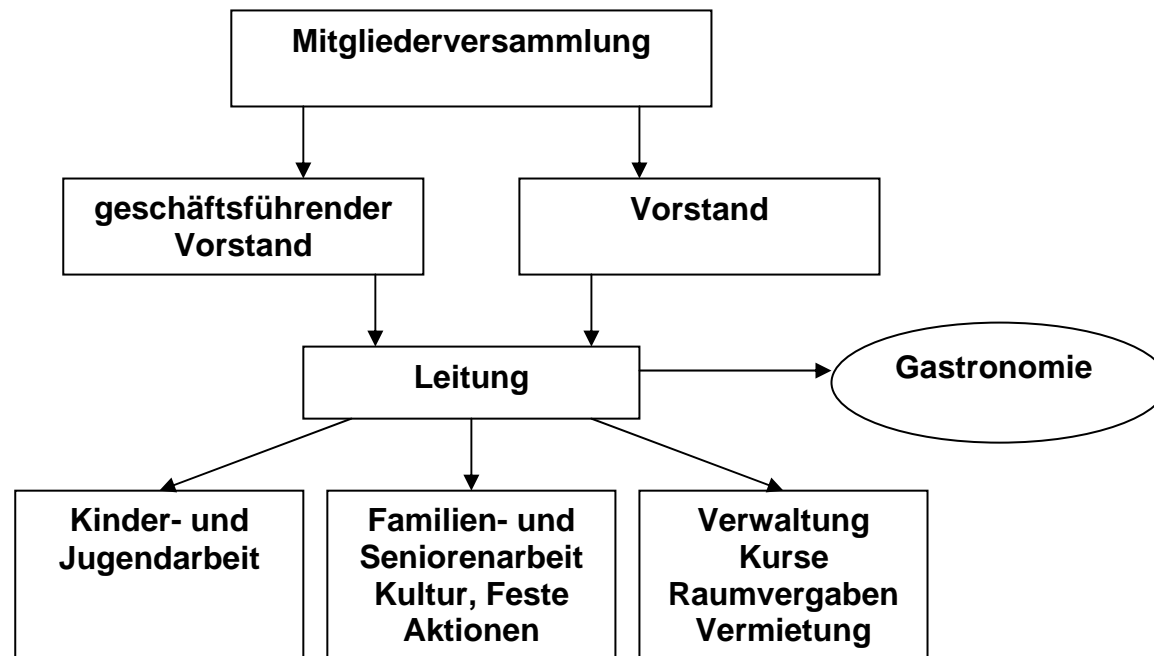 Mitgliederversammlung
geschäftsführender
Vorstand
Vorstand
Leitung
Gastronomie
Kinder- und
Jugendarbeit
Familien- und
Seniorenarbeit
Kultur, Feste
Aktionen
Verwaltung
Kurse
Raumvergaben
Vermietung